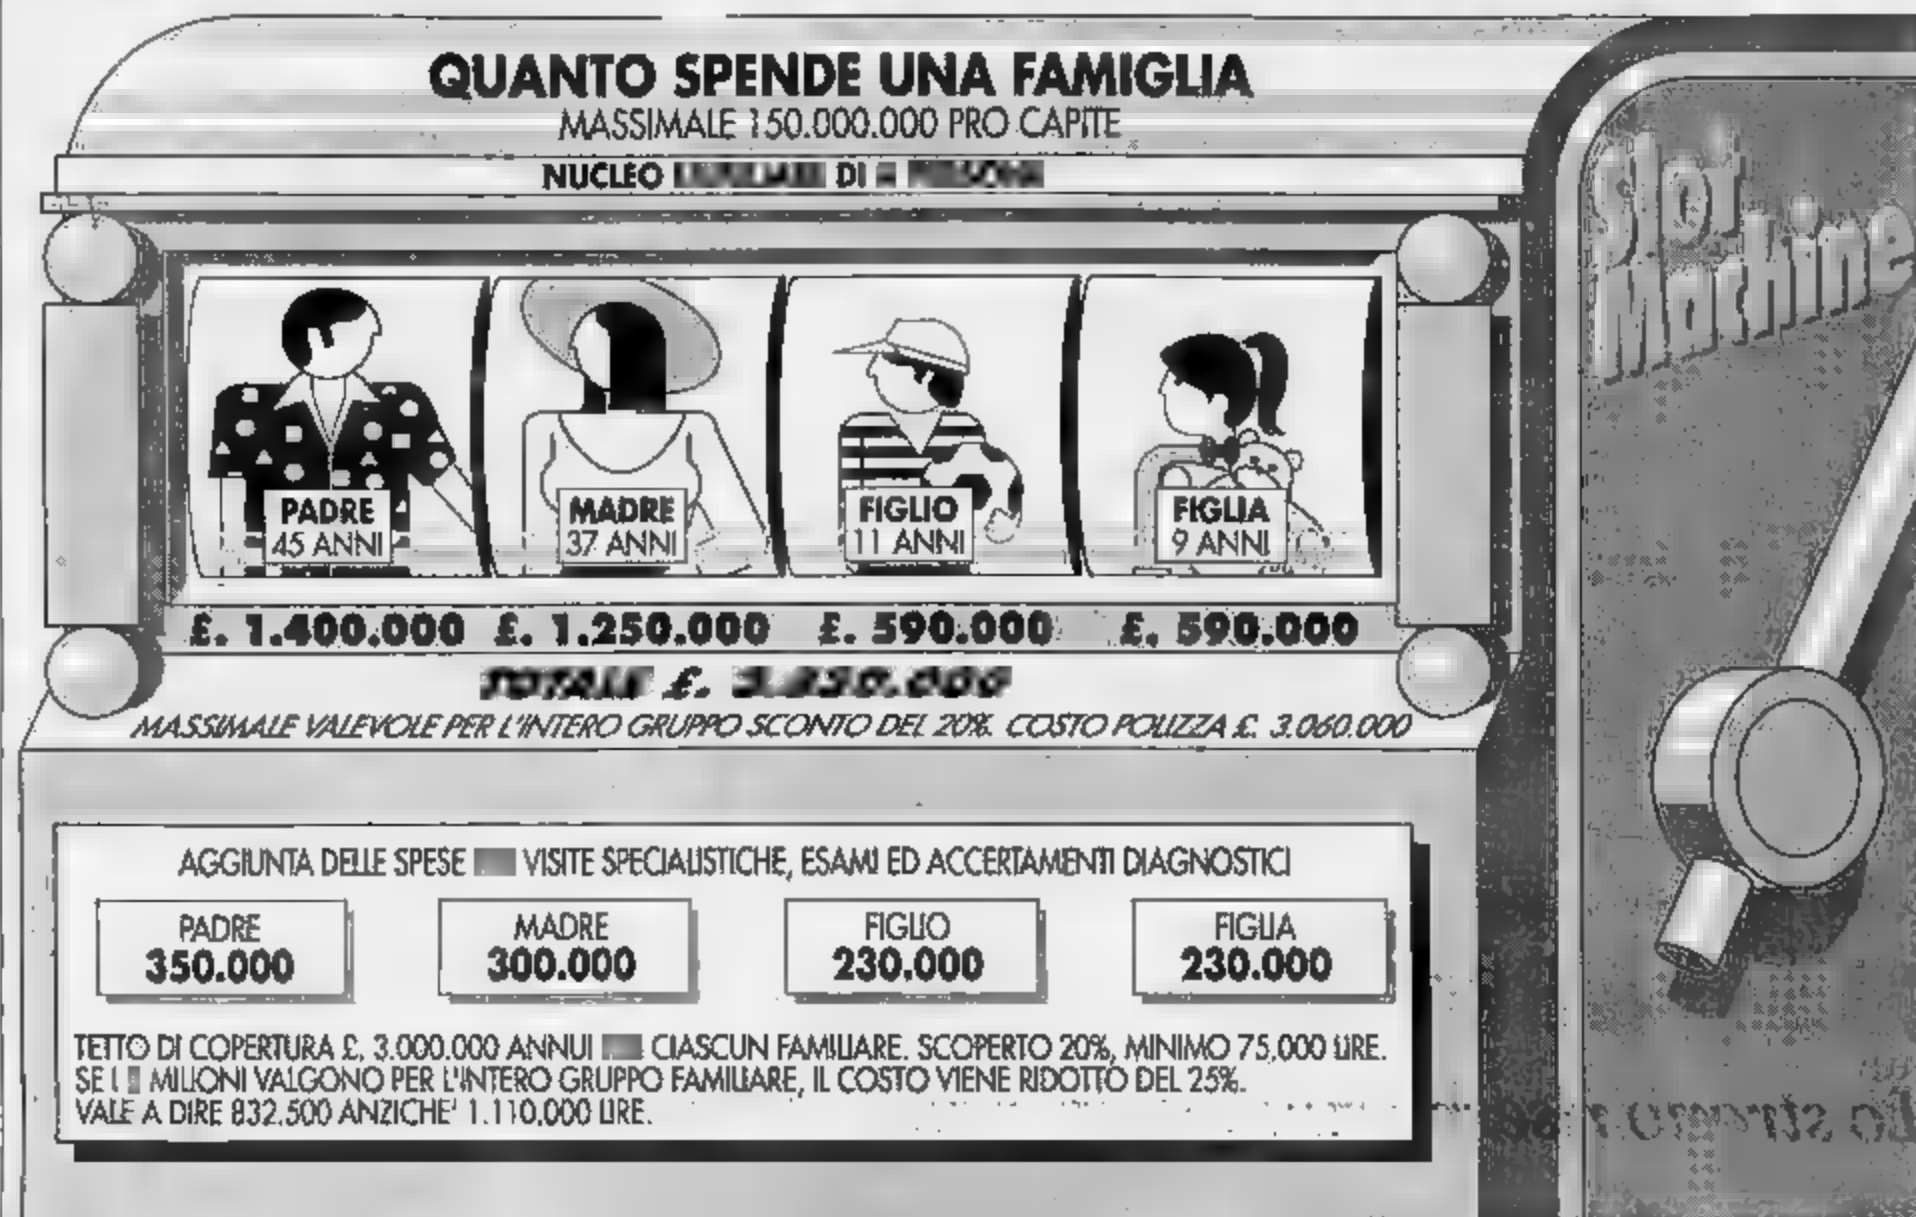 QUANTO SPENDE UNA FAMIGLIA
MASSIMALE 150.000.000 PRO CAPITE
NUCLEO DI
Slot
Machine
PADRE
45 ANNI
MADRE
37 ANNI
FIGLIO
11 ANNI
FIGLIA
9 ANNI
£. 1.400.000 £. 1.250.000 £. 590.000 £. 590.000
TOTALE £.
MASSIMALE VALEVOLE PER L'INTERO GRUPPO SCONTO DEL 20%. COSTO POLIZZA £. 3.060.000
AGGIUNTA DELLE SPESE VISITE SPECIALISTICHE, ESAMI ED ACCERTAMENTI DIAGNOSTICI
PADRE
350.000
MADRE
300.000
FIGLIO
230.000
FIGLIA
230.000
TETTO DI COPERTURA £. 3.000.000 ANNUI CIASCUN FAMILIARE. SCOPERTO 20%, MINIMO 75.000 LIRE.
SE I MILIONI VALGONO PER L'INTERO GRUPPO FAMILIARE, IL COSTO VIENE RIDOTTO DEL 25%.
VALE A DIRE 832.500 ANZICHE' 1.110.000 LIRE.